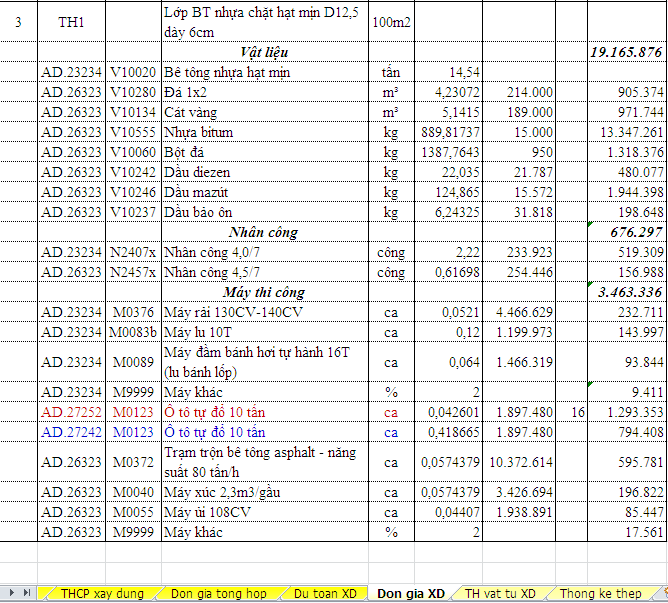 3 TH1 Lớp BT nhựa chặt hạt mịn D12,5 dày 6cm 100m2
Vật liệu 19.165.876
AD.23234 V10020 Bê tông nhựa hạt mịn tấn 14,54
AD.26323 V10280 Đá 1x2 m³ 4,23072 214.000 905.374
AD.26323 V10134 Cát vàng m³ 5,1415 189.000 971.744
AD.26323 V10555 Nhựa bitum kg 889,81737 15.000 13.347.261
AD.26323 V10060 Bột đá kg 1387,7643 950 1.318.376
AD.26323 V10242 Dầu diezen kg 22,035 21.787 480.077
AD.26323 V10246 Dầu mazút kg 124,865 15.572 1.944.398
AD.26323 V10237 Dầu bảo ôn kg 6,24325 31.818 198.648
Nhân công 676.297
AD.23234 N2407x Nhân công 4,0/7 công 2,22 233.923 519.309
AD.26323 N2457x Nhân công 4,5/7 công 0,61698 254.446 156.988
Máy thi công 3.463.336
AD.23234 M0376 Máy rải 130CV-140CV ca 0,0521 4.466.629 232.711
AD.23234 M0083b Máy lu 10T ca 0,12 1.199.973 143.997
AD.23234 M0089 Máy đầm bánh hơi tự hành 16T (lu bánh lốp) ca 0,064 1.466.319 93.844
AD.23234 M9999 Máy khác % 2 9.411
AD.27252 M0123 Ô tô tự đổ 10 tấn ca 0,042601 1.897.480 16 1.293.353
AD.27242 M0123 Ô tô tự đổ 10 tấn ca 0,418665 1.897.480 794.408
AD.26323 M0372 Trạm trộn bê tông asphalt - năng suất 80 tấn/h ca 0,0574379 10.372.614 595.781
AD.26323 M0040 Máy xúc 2,3m3/gầu ca 0,0574379 3.426.694 196.822
AD.26323 M0055 Máy ủi 108CV ca 0,04407 1.938.891 85.447
AD.26323 M9999 Máy khác % 2 17.561
THCP xay dung Don gia tong hop Du toan XD Don gia XD TH vat tu XD Thong ke thep